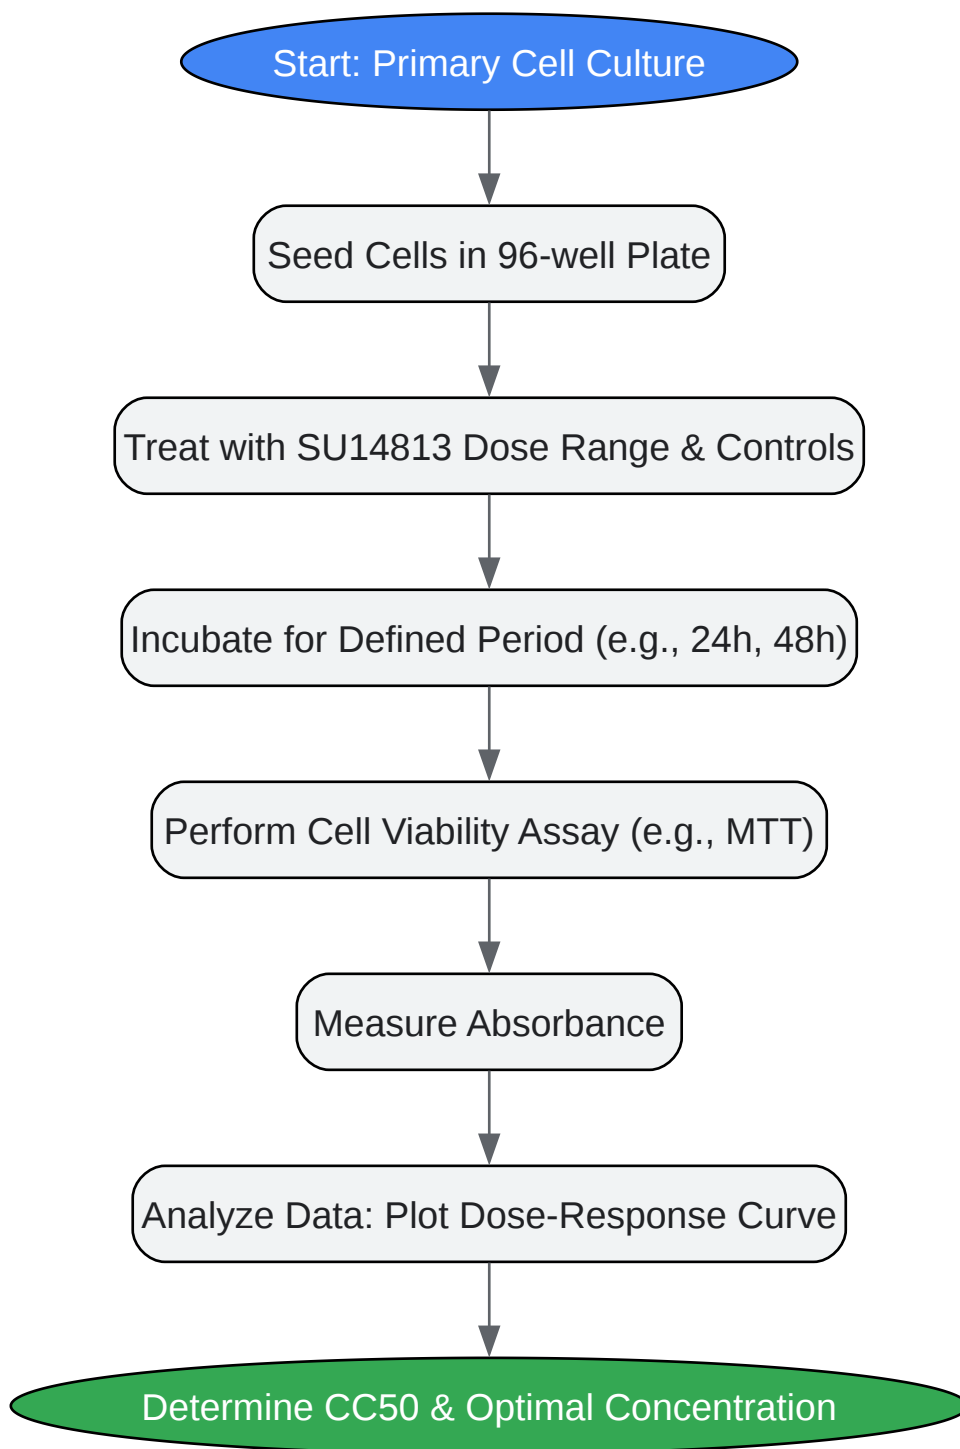 Start: Primary Cell Culture
Seed Cells in 96-well Plate
Treat with SU14813 Dose Range & Controls
Incubate for Defined Period (e.g., 24h, 48h)
Perform Cell Viability Assay (e.g., MTT)
Measure Absorbance
Analyze Data: Plot Dose-Response Curve
Determine CC50 & Optimal Concentration